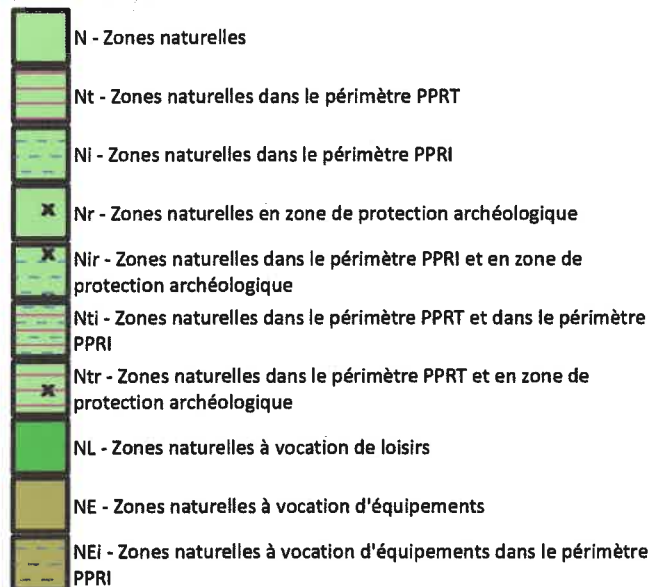 N - Zones naturelles
Nt - Zones naturelles dans le périmètre PPRT
Ni - Zones naturelles dans le périmètre PPRI
Nr - Zones naturelles en zone de protection archéologique
Nir - Zones naturelles dans le périmètre PPRI et en zone de
protection archéologique
Nti - Zones naturelles dans le périmètre PPRT et dans le périmètre
PPRI
Ntr - Zones naturelles dans le périmètre PPRT et en zone de
protection archéologique
NL - Zones naturelles à vocation de loisirs
NE - Zones naturelles à vocation d'équipements
NEi - Zones naturelles à vocation d'équipements dans le périmètre
PPRI